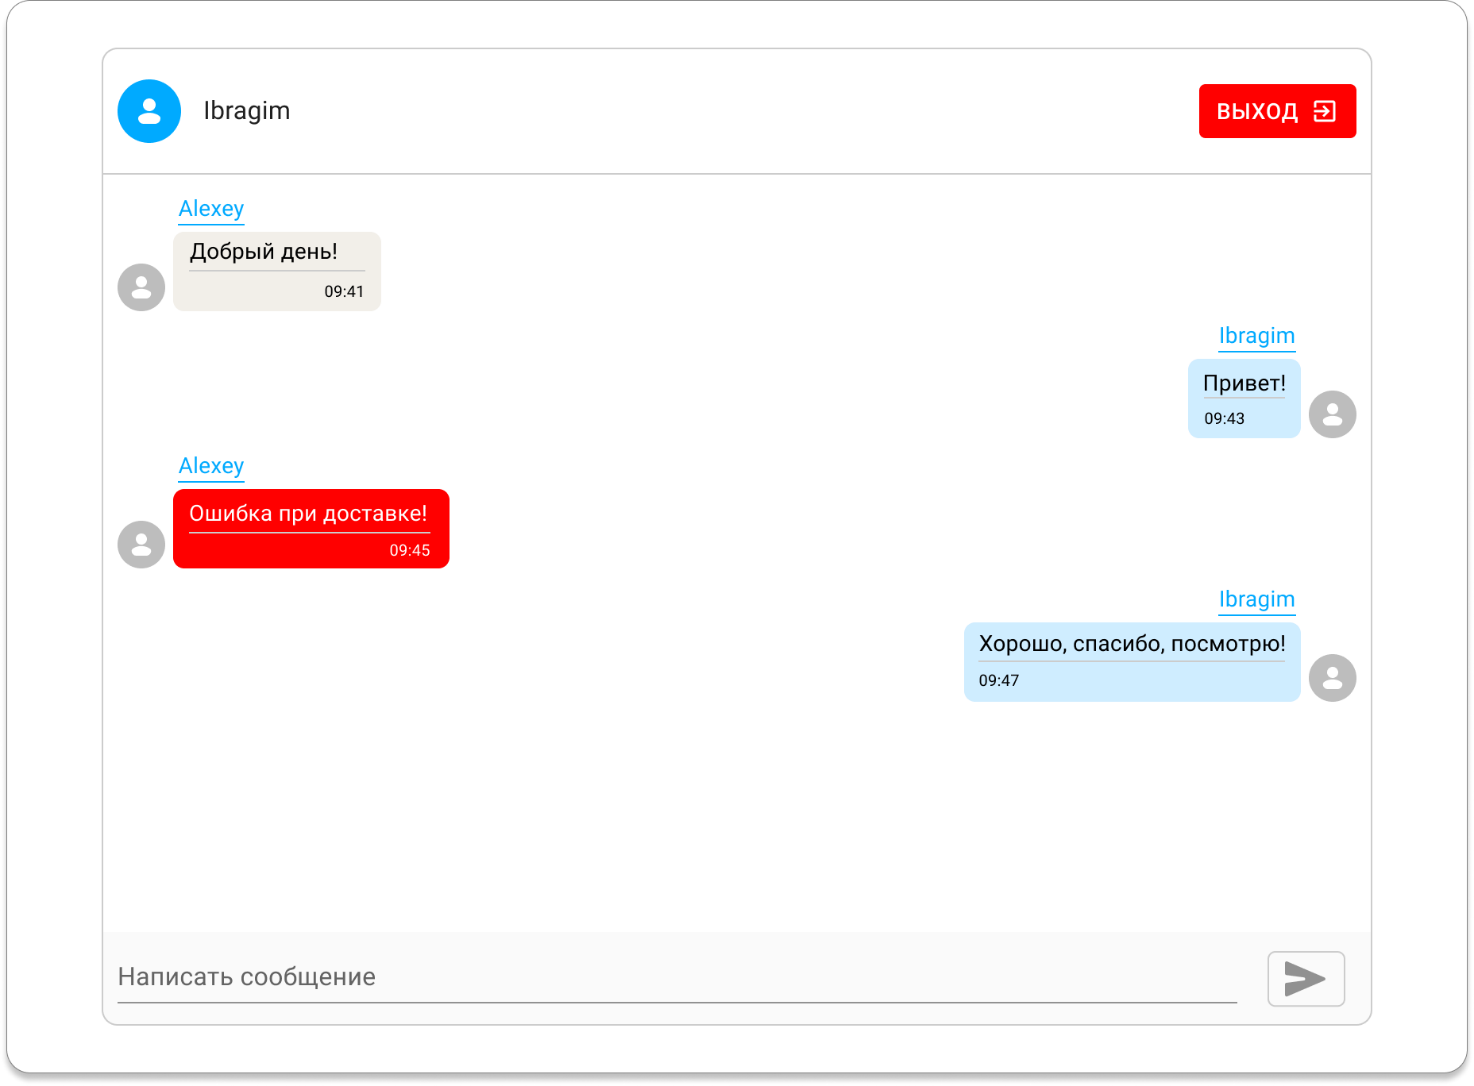 Ibragim
ВЫХОД
Alexey
Добрый день!
09:41
Ibragim
Привет!
09:43
Alexey
Ошибка при доставке!
09:45
Ibragim
Хорошо, спасибо, посмотрю!
09:47
Написать сообщение